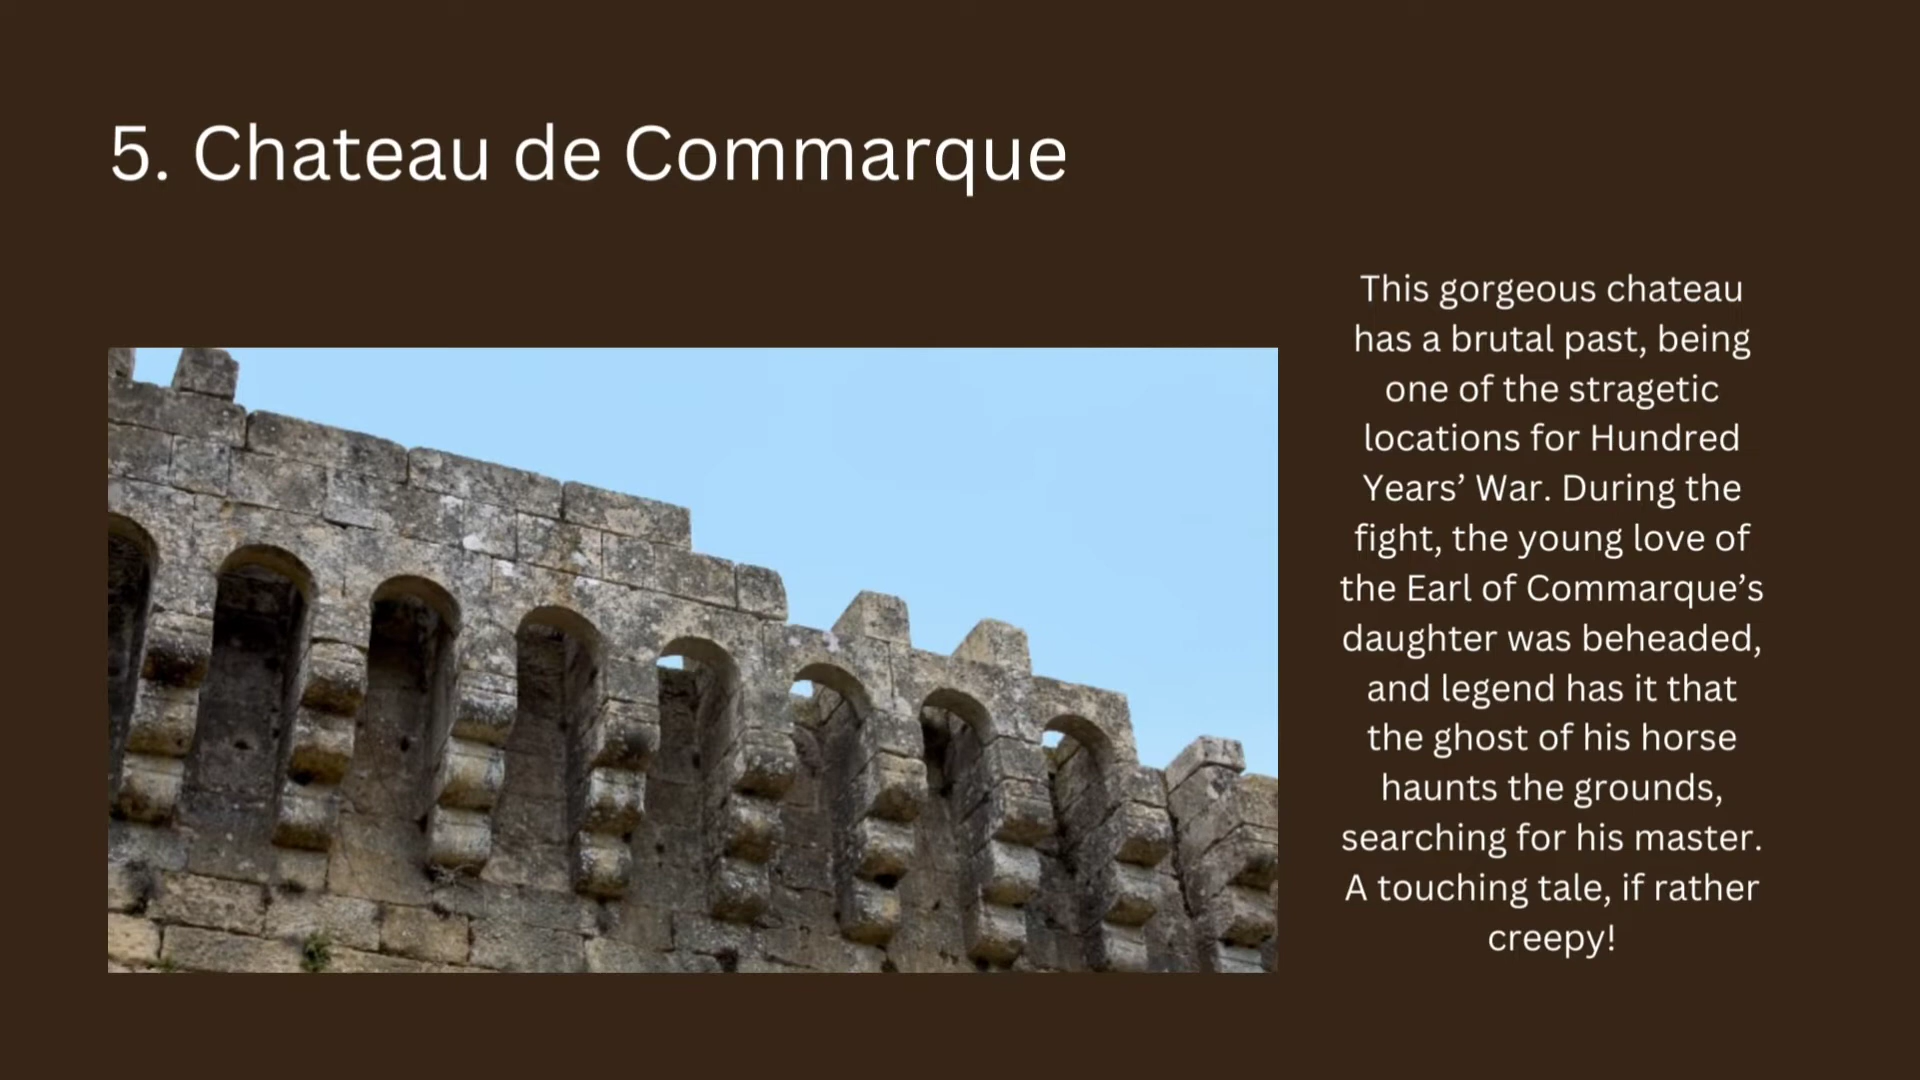 5. Chateau de Commarque
This gorgeous chateau
has a brutal past, being
one of the stragetic
locations for Hundred
Years’ War. During the
fight, the young love of
the Earl of Commarque’s
daughter was beheaded,
and legend has it that
the ghost of his horse
haunts the grounds,
searching for his master.
A touching tale, if rather
creepy!